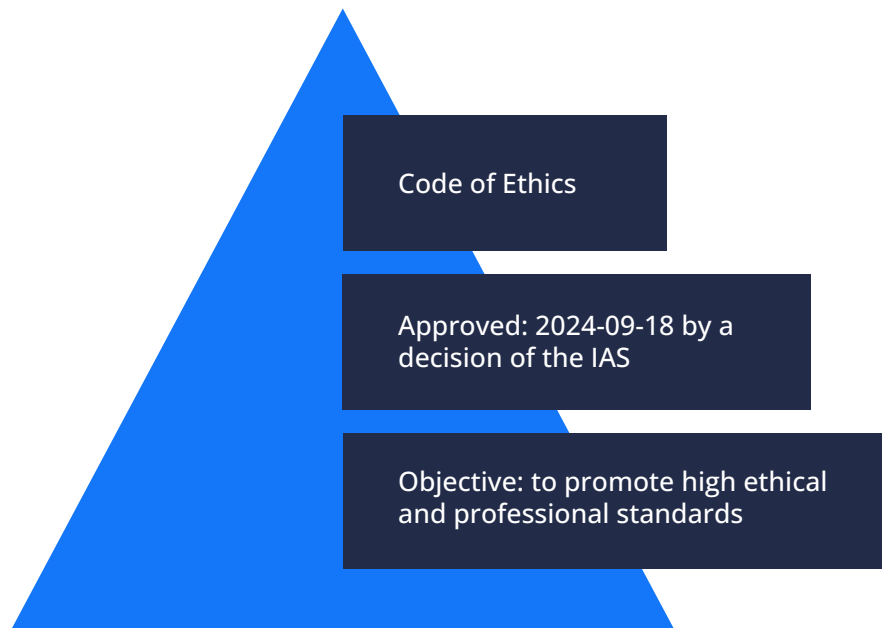 Code of Ethics
Approved: 2024-09-18 by a
decision of the IAS
Objective: to promote high ethical
and professional standards